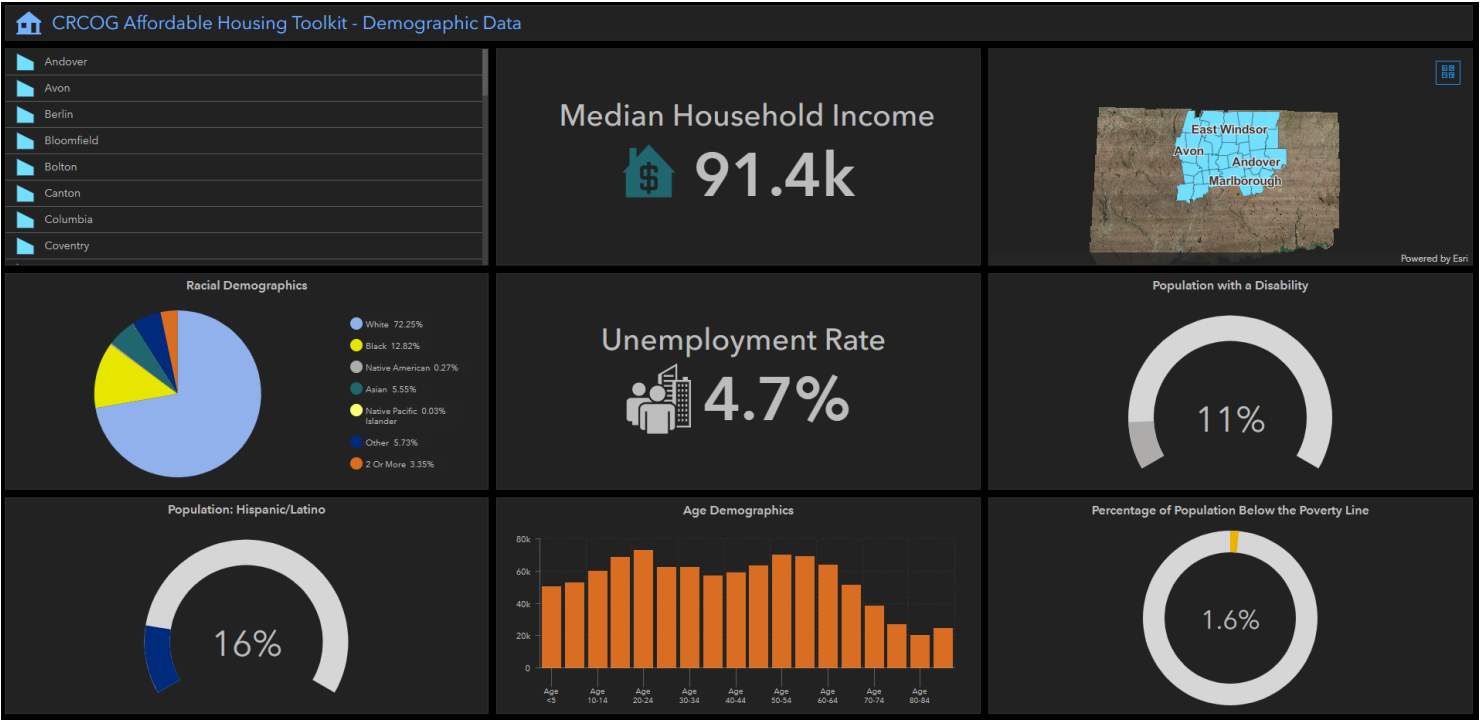 CRCOG Affordable Housing Toolkit - Demographic Data
Andover
Avon
Berlin
Bloomfield
Bolton
Canton
Columbia
Coventry
Median Household Income
$ 91.4k
East Windsor
Avon
Andover
Marlborough
Powered by Esri
Racial Demographics
White 72.25%
Black 12.82%
Native American 0.27%
Asian 5.55%
Native Pacific 0.03%
Islander
Other 5.73%
2 Or More 3.35%
Unemployment Rate
4.7%
Population with a Disability
11%
Population: Hispanic/Latino
16%
Age Demographics
80k
60k
40k
20k
0
Age Age Age Age Age Age Age Age Age
<5 10-14 20-24 30-34 40-44 50-54 60-64 70-74 80-84
Percentage of Population Below the Poverty Line
1.6%